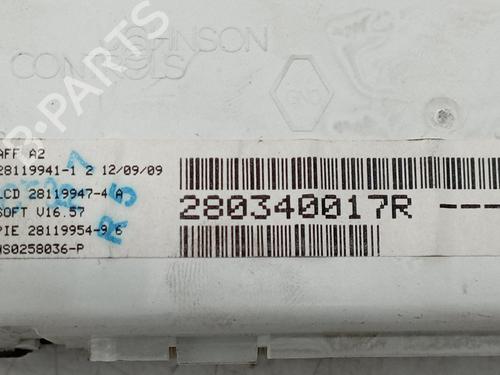 JOHNSON
CONTROLS
AFF A2
28119941-1 2 12/09/09
LCD 28119947-4 A
SOFT V16.57
PIE 28119954-9 6
WS0258036-P
280340017R ---
B-PARTS